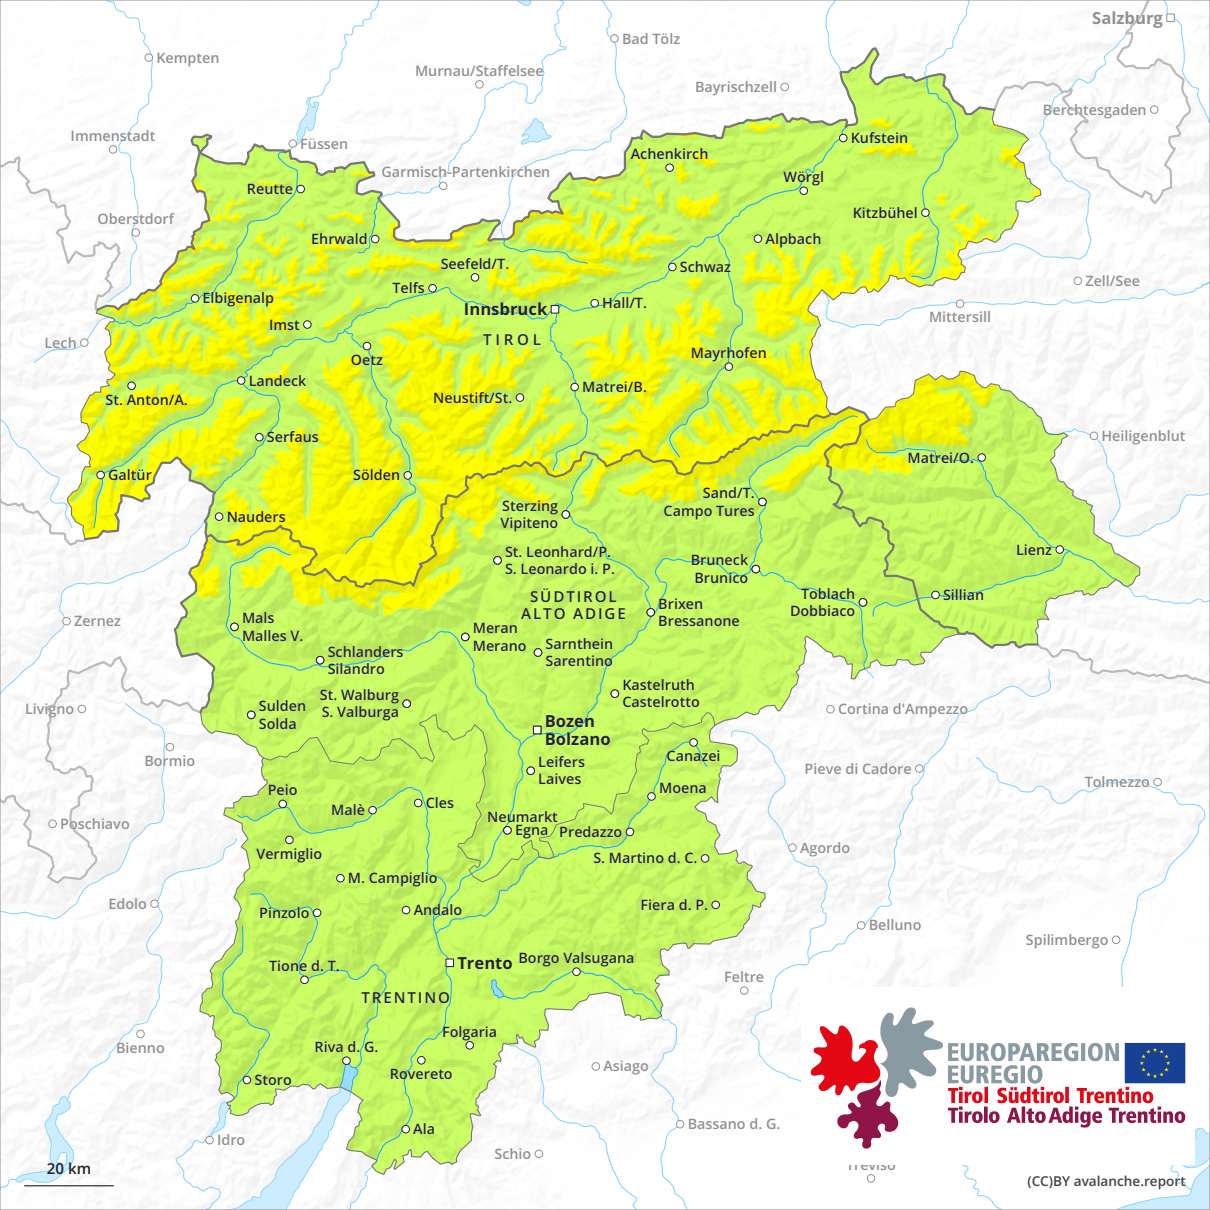 Salzburg
Bad Tölz
Kempten
Murnau/Staffelsee
Bayrischzell
Berchtesgaden
Immenstadt
Füssen
Kufstein
Achenkirch
Garmisch-Partenkirchen
Wörgl
Reutte
Oberstdorf
Kitzbühel
Ehrwald
Alpbach
Seefeld/T.
Schwaz
Zell/See
Telfs
Elbigenalp
Hall/T.
Innsbruck
Mittersill
Imst
TIROL
Lech
Oetz
Mayrhofen
Landeck
St. Anton/A.
Neustift/St.
Matrei/B.
Serfaus
Heiligenblut
Matrei/O.
Galtür
Sölden
Sand/T.
Campo Tures
Sterzing
Vipiteno
Nauders
St. Leonhard/P.
S. Leonardo i. P.
Lienz
Bruneck
Brunico
SÜDTIROL
ALTO ADIGE
Toblach
Dobbiaco
Sillian
Brixen
Bressanone
Zernez
Mals
Malles V.
Meran
Merano
Sarnthein
Sarentino
Schlanders
Silandro
Kastelruth
Castelrotto
St. Walburg
S. Valburga
Sulden
Solda
Livigno
Cortina d'Ampezzo
Bozen
Bolzano
Bormio
Canazei
Leifers
Laives
Pieve di Cadore
Tolmezzo
Peio
Moena
Malè
Cles
Neumarkt
Egna
Predazzo
Poschiavo
Vermiglio
Agordo
S. Martino d. C.
M. Campiglio
Edolo
Pinzolo
Andalo
Fiera d. P.
Belluno
Spilimbergo
Tione d. T.
Trento
Borgo Valsugana
Feltre
TRENTINO
Folgaria
Bienno
Riva d. G.
Rovereto
Asiago
Storo
EUROPAREGION
EUREGIO
Tirol Südtirol Trentino
Tirolo Alto Adige Trentino
Ala
Bassano d. G.
Idro
Schio
Treviso
20 km
(CC)BY avalanche.report